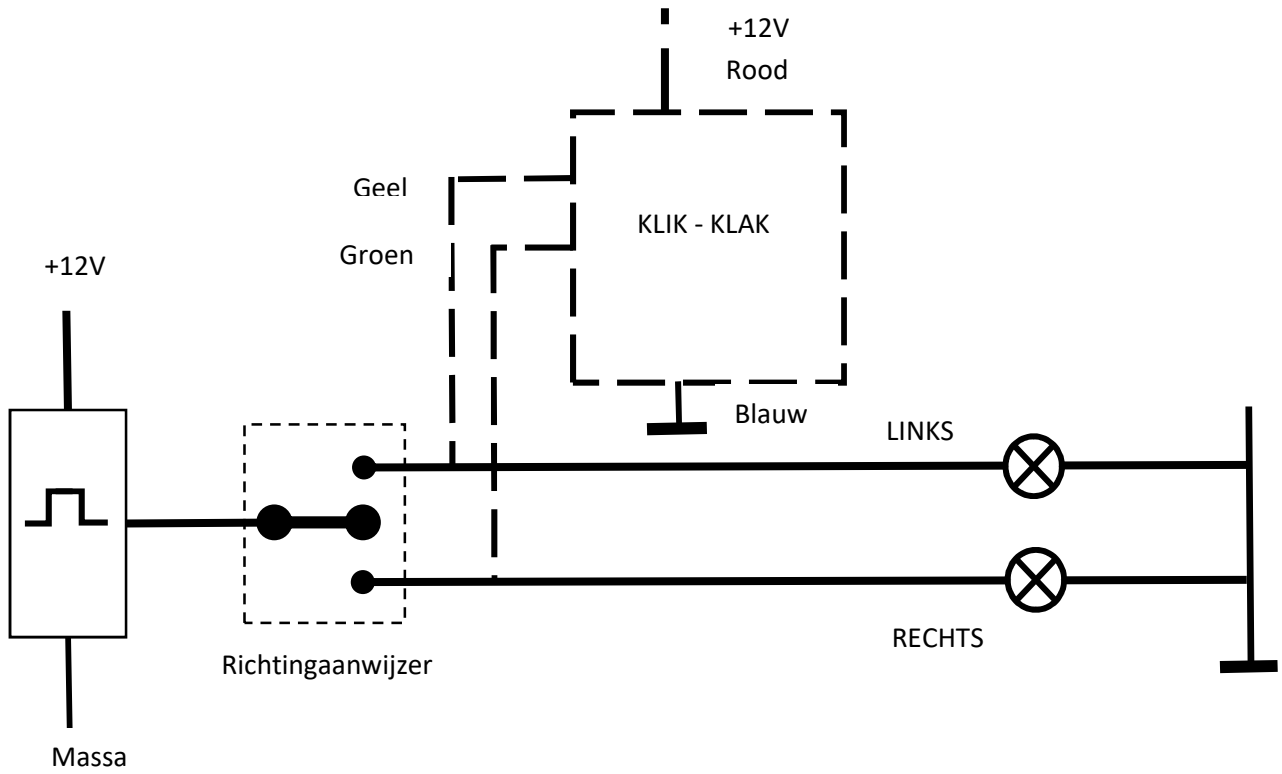 +12V
Rood
Geel
Groen
KLIK - KLAK
+12V
Blauw
LINKS
RECHTS
Richtingaanwijzer
Massa